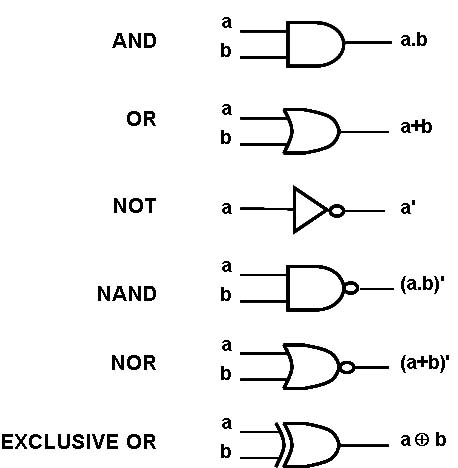 a
AND a.b
b
a
OR a+b
b
NOT a a'
a
NAND b (a.b)'
a
NOR (a+b)'
b
a
EXCLUSIVE OR b a ⊕ b